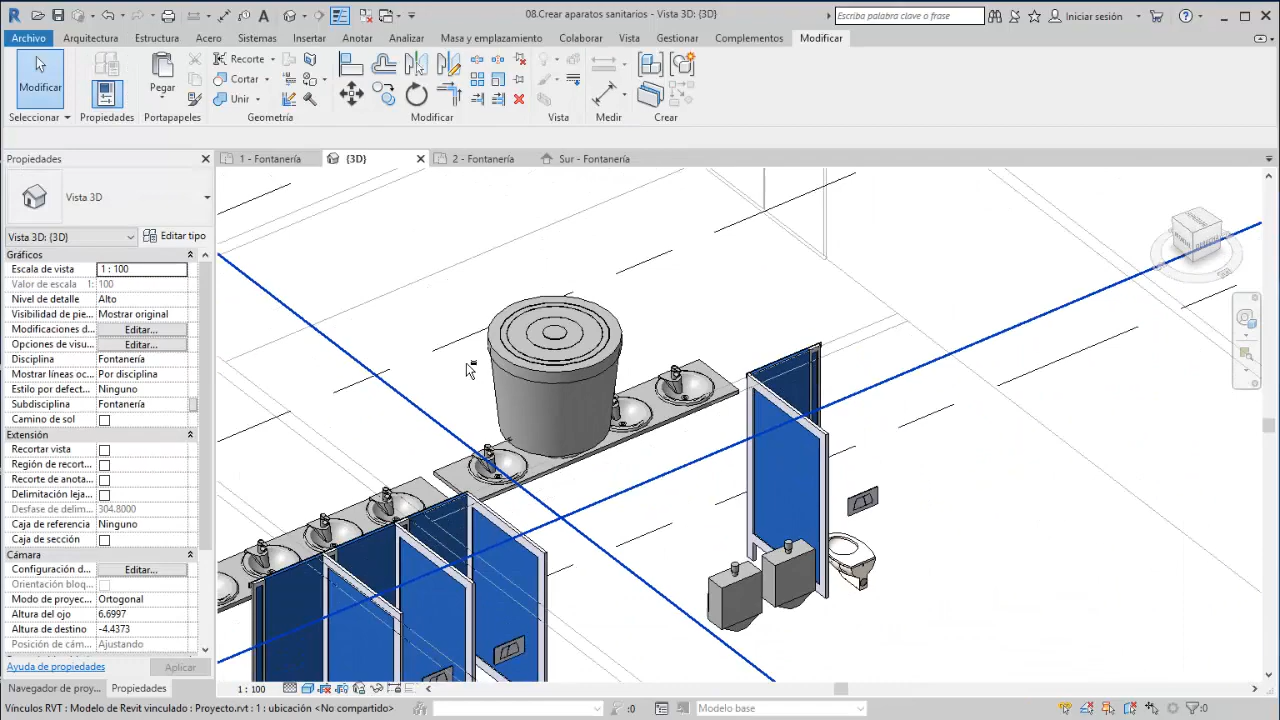 08.Crear aparatos sanitarios - Vista 3D: {3D}
Escriba palabra clave o frase
Iniciar sesión
Archivo Arquitectura Estructura Acero Sistemas Insertar Anotar Analizar Masa y emplazamiento Colaborar Vista Gestionar Complementos Modificar
Modificar
Pegar
Recorte
Cortar
Unir
Seleccionar Propiedades Portapapeles Geometría Modificar Vista Medir Crear
Propiedades
1 - Fontanería
{3D}
2 - Fontanería
Sur - Fontanería
Vista 3D
Vista 3D: {3D}
Editar tipo
Gráficos
Escala de vista 1 : 100
Valor de escala 1: 100
Nivel de detalle Alto
Visibilidad de pie... Mostrar original
Modificaciones d... Editar...
Opciones de visu... Editar...
Disciplina Fontanería
Mostrar líneas oc... Por disciplina
Estilo por defect... Ninguno
Subdisciplina Fontanería
Camino de sol
Extensión
Recortar vista
Región de recort...
Recorte de anota...
Delimitación leja...
Desfase de delim... 304.8000
Caja de referencia Ninguno
Caja de sección
Cámara
Configuración d... Editar...
Orientación bloq...
Modo de proyec... Ortogonal
Altura del ojo 6.6997
Altura de destino -4.4373
Posición de cám... Ajustando
Ayuda de propiedades
Aplicar
Navegador de proy...
Propiedades
1 : 100
Vínculos RVT : Modelo de Revit vinculado : Proyecto.rvt : 1 : ubicación <No compartido>
:0
Modelo base
:0